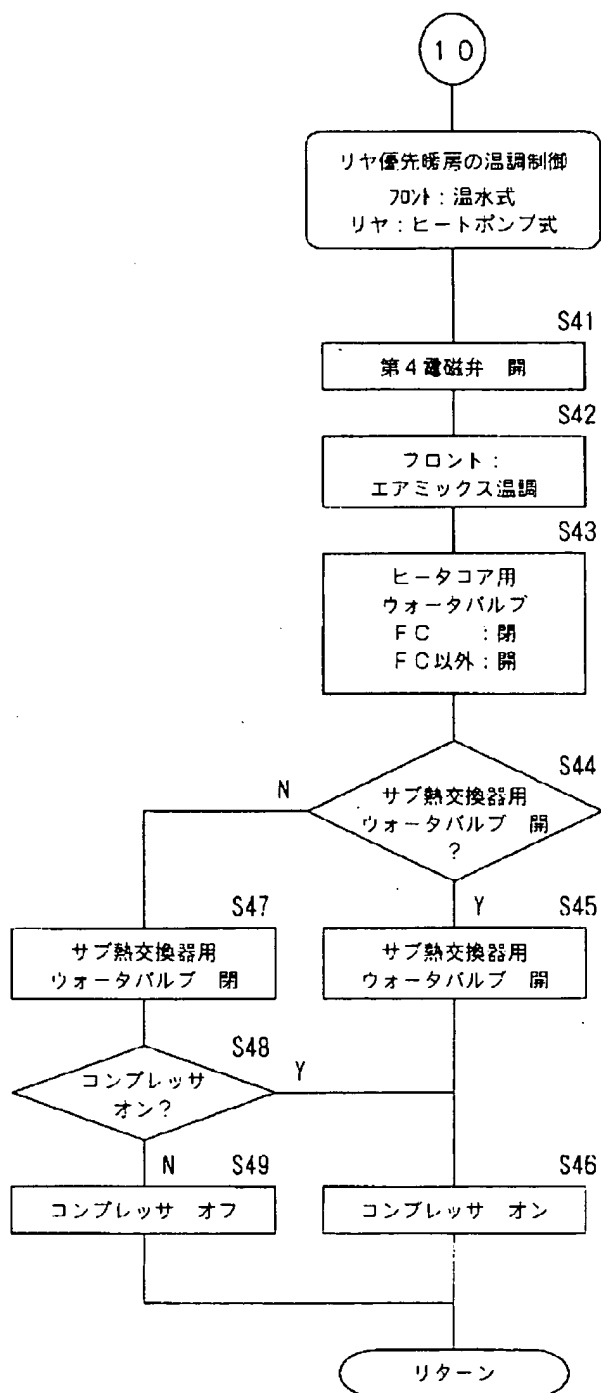 10
リヤ優先暖房の温調制御
フロント：温水式
リヤ：ヒートポンプ式
S41
第4電磁弁 開
S42
フロント：
エアミックス温調
S43
ヒータコア用
ウォータバルブ
FC ：閉
FC以外：開
S44
サブ熱交換器用
ウォータバルブ 開
?
N
Y
S47
サブ熱交換器用
ウォータバルブ 閉
S45
サブ熱交換器用
ウォータバルブ 開
S48
コンプレッサ
オン?
Y
N
S49
コンプレッサ オフ
S46
コンプレッサ オン
リターン